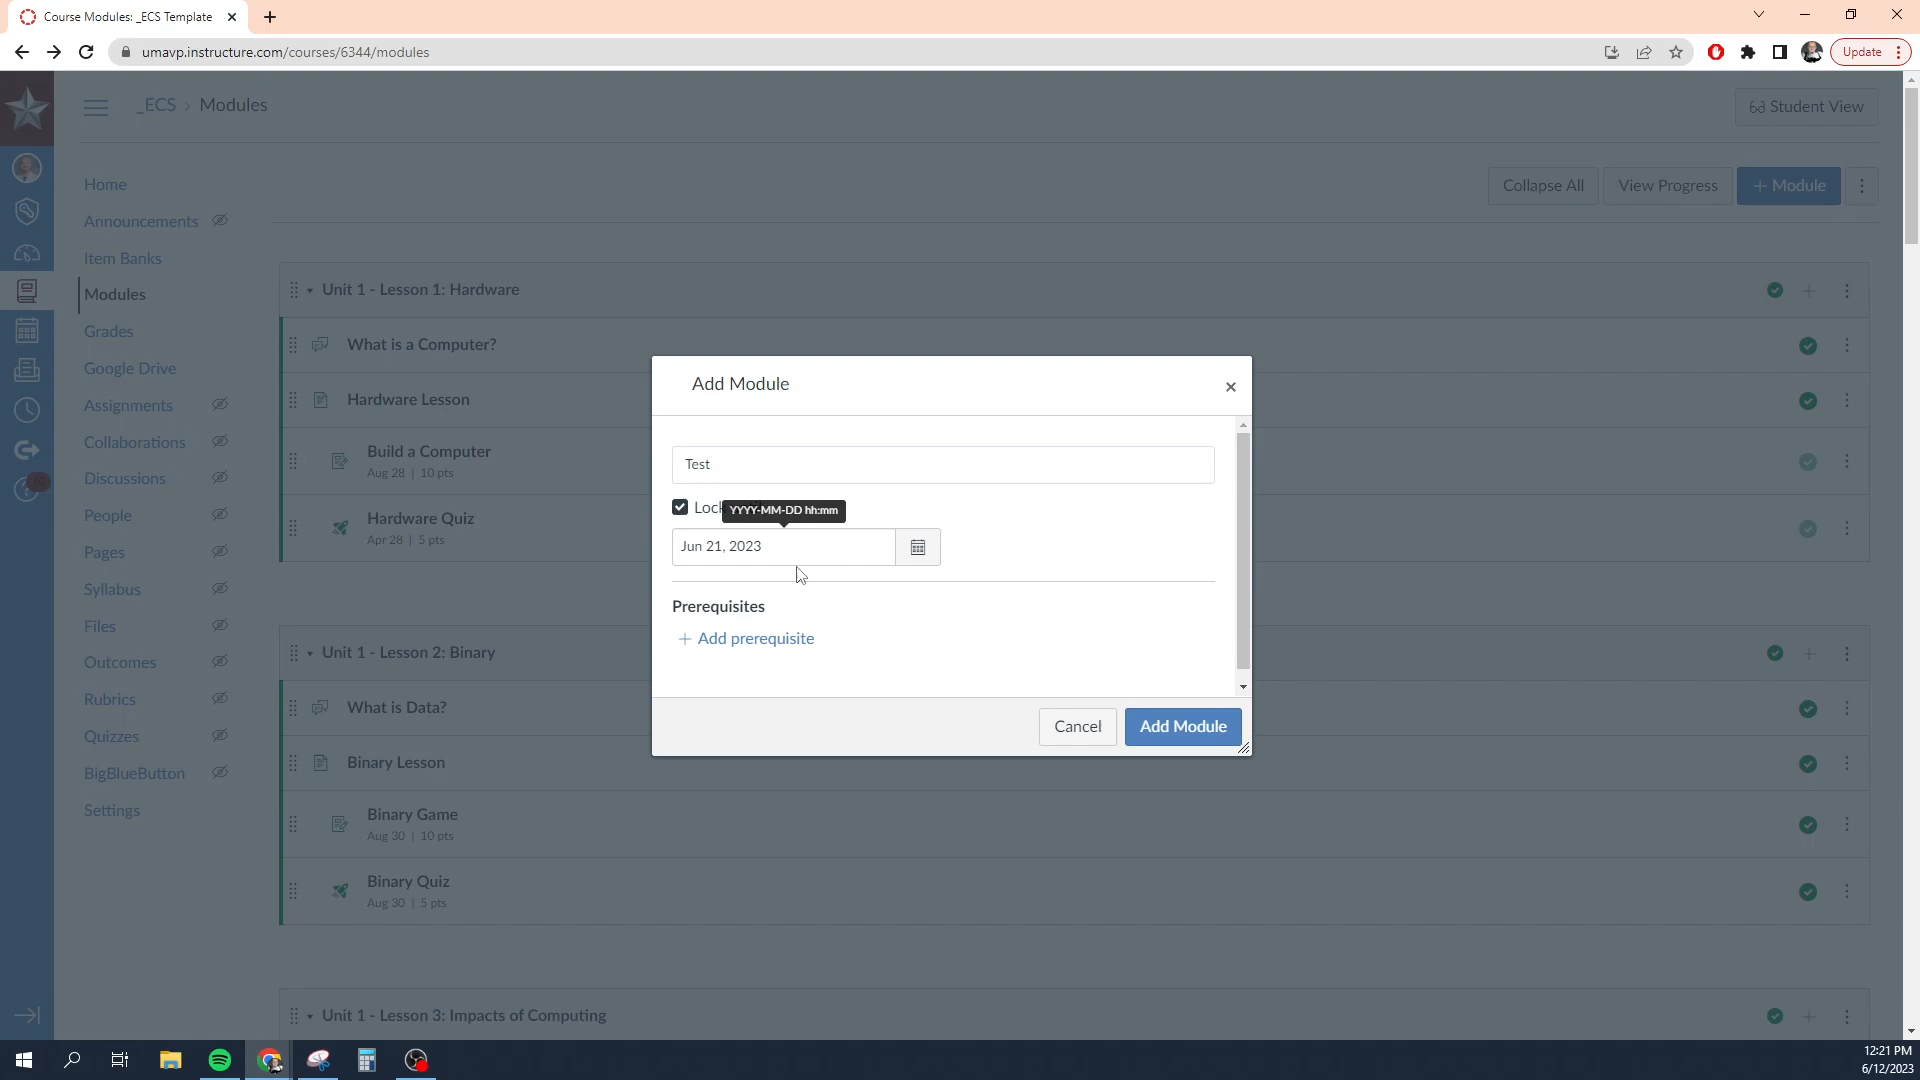 Course Modules: _ECS Template
umavp.instructure.com/courses/6344/modules
Update
_ECS › Modules
Student View
Home
Announcements
Item Banks
Modules
Grades
Google Drive
Assignments
Collaborations
Discussions
People
Pages
Syllabus
Files
Outcomes
Rubrics
Quizzes
BigBlueButton
Settings
Collapse All
View Progress
+ Module
Unit 1 - Lesson 1: Hardware
What is a Computer?
Hardware Lesson
Build a Computer
Aug 28 | 10 pts
Hardware Quiz
Apr 28 | 5 pts
Unit 1 - Lesson 2: Binary
What is Data?
Binary Lesson
Binary Game
Aug 30 | 10 pts
Binary Quiz
Aug 30 | 5 pts
Unit 1 - Lesson 3: Impacts of Computing
Add Module
Test
Lock
YYYY-MM-DD hh:mm
Jun 21, 2023
Prerequisites
+ Add prerequisite
Cancel
Add Module
12:21 PM
6/12/2023